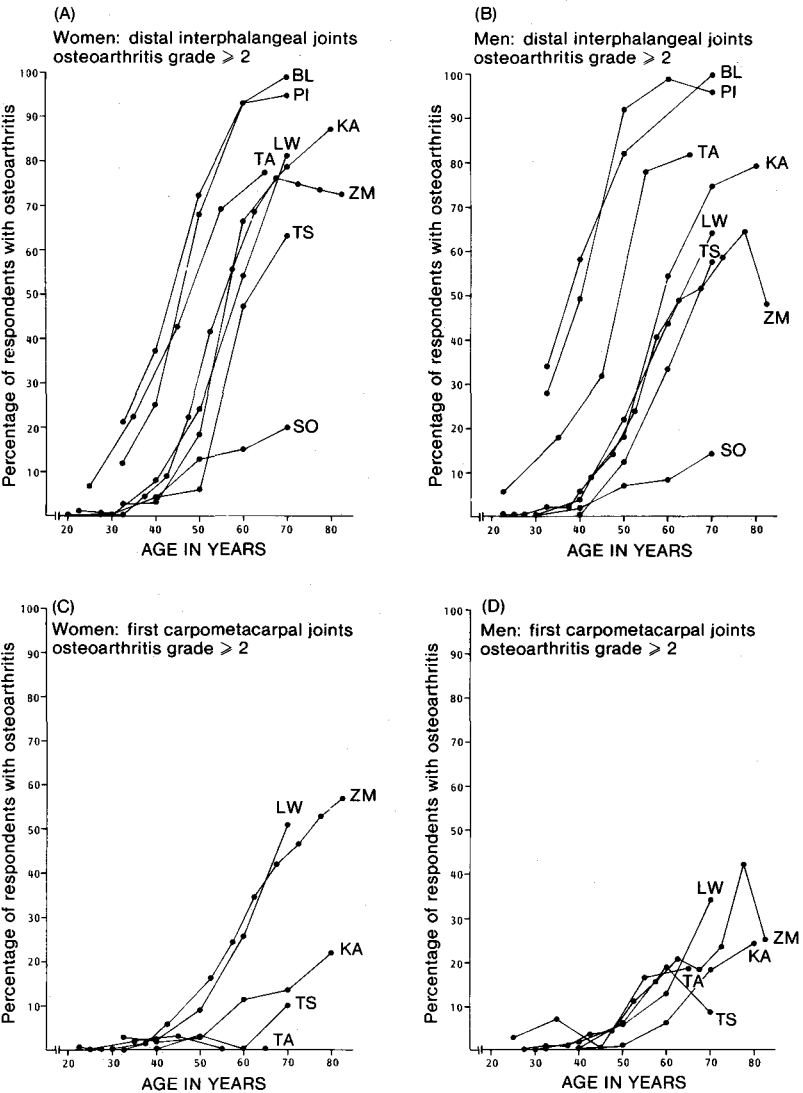 (A)
Women: distal interphalangeal joints
osteoarthritis grade ⩾ 2
Percentage of respondents with osteoarthritis
100
90
80
70
60
50
40
30
20
10
BL
PI
KA
LW
TA
ZM
TS
SO
20 30 40 50 60 70 80
AGE IN YEARS
(B)
Men: distal interphalangeal joints
osteoarthritis grade ⩾ 2
Percentage of respondents with osteoarthritis
100
90
80
70
60
50
40
30
20
10
BL
PI
TA
KA
LW
TS
ZM
SO
20 30 40 50 60 70 80
AGE IN YEARS
(C)
Women: first carpometacarpal joints
osteoarthritis grade ⩾ 2
Percentage of respondents with osteoarthritis
100
90
80
70
60
50
40
30
20
10
ZM
LW
KA
TS
TA
20 30 40 50 60 70 80
AGE IN YEARS
(D)
Men: first carpometacarpal joints
osteoarthritis grade ⩾ 2
Percentage of respondents with osteoarthritis
100
90
80
70
60
50
40
30
20
10
LW
ZM
KA
TA
TS
20 30 40 50 60 70 80
AGE IN YEARS